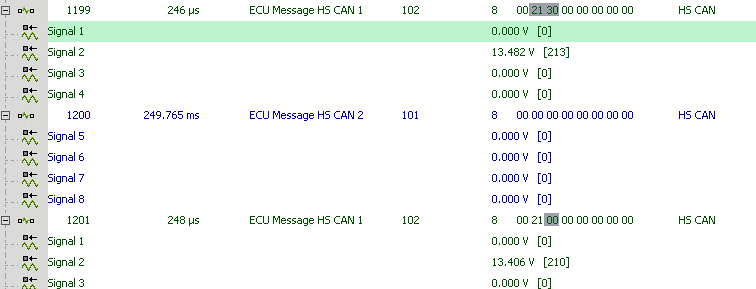 1199 246 µs ECU Message HS CAN 1 102 8 00 21 30 00 00 00 00 00 HS CAN
Signal 1 0.000 V [0]
Signal 2 13.482 V [213]
Signal 3 0.000 V [0]
Signal 4 0.000 V [0]
1200 249.765 ms ECU Message HS CAN 2 101 8 00 00 00 00 00 00 00 00 HS CAN
Signal 5 0.000 V [0]
Signal 6 0.000 V [0]
Signal 7 0.000 V [0]
Signal 8 0.000 V [0]
1201 248 µs ECU Message HS CAN 1 102 8 00 21 00 00 00 00 00 00 HS CAN
Signal 1 0.000 V [0]
Signal 2 13.406 V [210]
Signal 3 0.000 V [0]